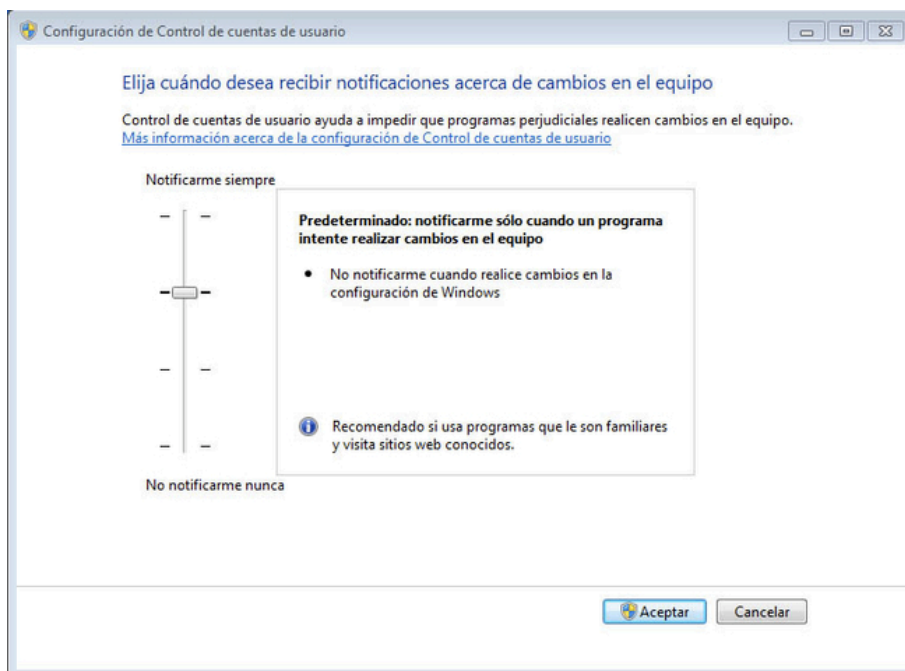 Configuración de Control de cuentas de usuario
Elija cuándo desea recibir notificaciones acerca de cambios en el equipo
Control de cuentas de usuario ayuda a impedir que programas perjudiciales realicen cambios en el equipo.
Más información acerca de la configuración de Control de cuentas de usuario
Notificarme siempre
Predeterminado: notificarme sólo cuando un programa
intente realizar cambios en el equipo
• No notificarme cuando realice cambios en la
configuración de Windows
Recomendado si usa programas que le son familiares
y visita sitios web conocidos.
No notificarme nunca
Aceptar
Cancelar